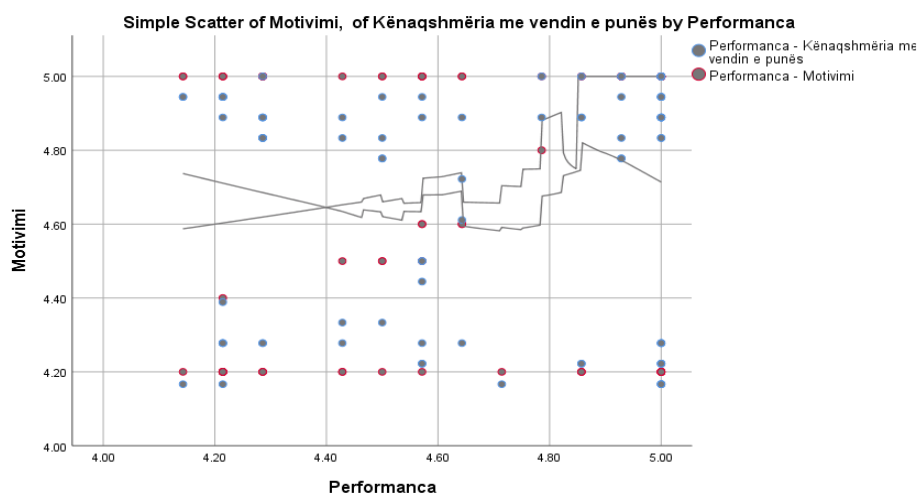 Simple Scatter of Motivimi,  of Kënaqshmëria me vendin e punës by Performanca
Performanca - Kënaqshmëria me
vendin e punës
Performanca - Motivimi
5.00
4.80
4.60
4.40
4.20
4.00
Motivimi
4.00 4.20 4.40 4.60 4.80 5.00
Performanca